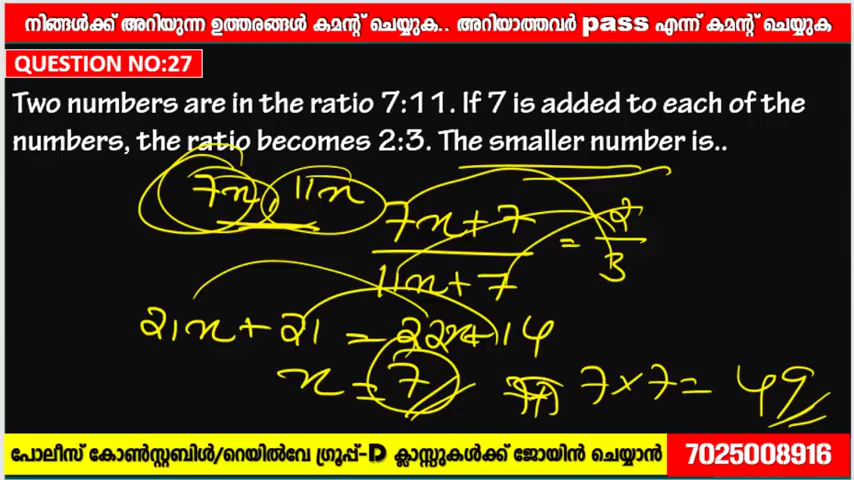 നിങ്ങൾക്ക് അറിയുന്ന ഉത്തരങ്ങൾ കമന്റ് ചെയ്യുക.. അറിയാത്തവർ pass എന്ന് കമന്റ് ചെയ്യുക
QUESTION NO:27
Two numbers are in the ratio 7:11. If 7 is added to each of the
numbers, the ratio becomes 2:3. The smaller number is..
7x, 11x
7x+7
= 2/3
11x+7
21x + 21 = 22x+14
x = 7 7×7 = 49
പോലീസ് കോൺസ്റ്റബിൾ/റെയിൽവേ ഗ്രൂപ്പ്-D ക്ലാസ്സുകൾക്ക് ജോയിൻ ചെയ്യാൻ 7025008916